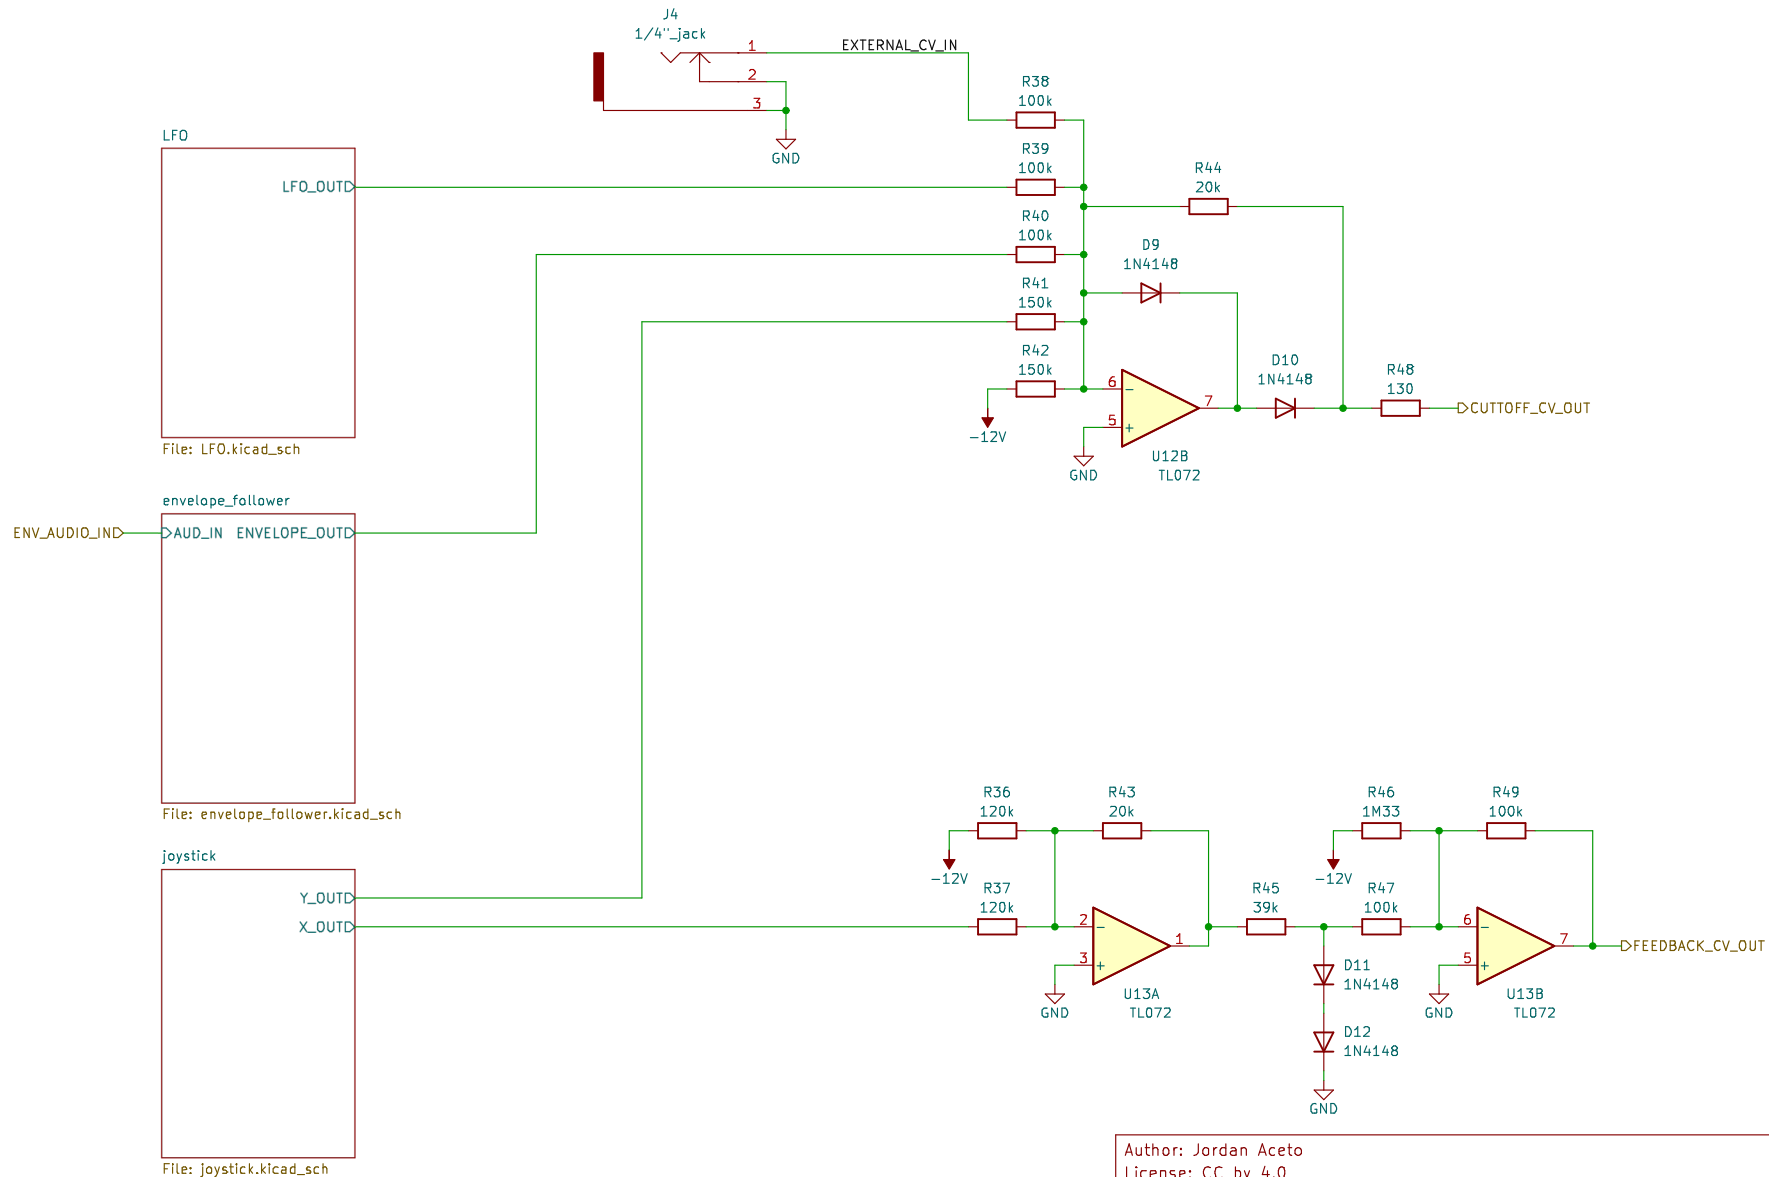 J4
1/4"_jack
1
EXTERNAL_CV_IN
2
3
GND
R38
100k
R39
100k
R40
100k
R41
150k
R42
150k
-12V
R44
20k
D9
1N4148
6
5
7
GND
U12B
TL072
D10
1N4148
R48
130
CUTTOFF_CV_OUT
LFO
LFO_OUT
File: LFO.kicad_sch
envelope_follower
ENV_AUDIO_IN
AUD_IN
ENVELOPE_OUT
File: envelope_follower.kicad_sch
joystick
Y_OUT
X_OUT
File: joystick.kicad_sch
R36
120k
-12V
R37
120k
R43
20k
2
3
1
GND
U13A
TL072
R45
39k
D11
1N4148
D12
1N4148
GND
R46
1M33
-12V
R47
100k
R49
100k
6
5
7
GND
U13B
TL072
FEEDBACK_CV_OUT
Author: Jordan Aceto
License: CC by 4.0